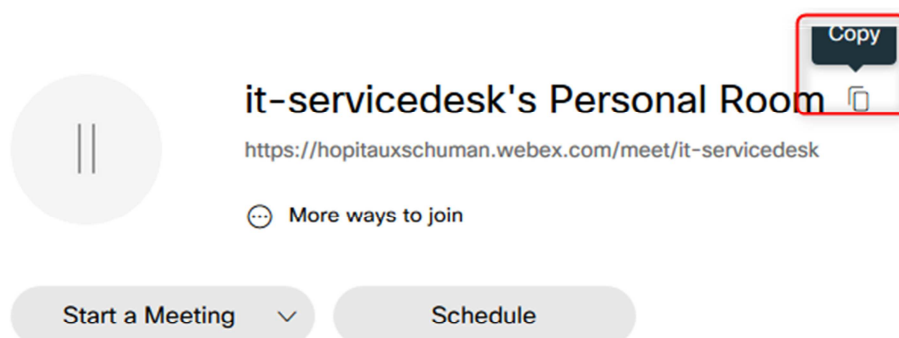 Copy
it-servicedesk's Personal Room
https://hopitauxschuman.webex.com/meet/it-servicedesk
More ways to join
Start a Meeting
Schedule